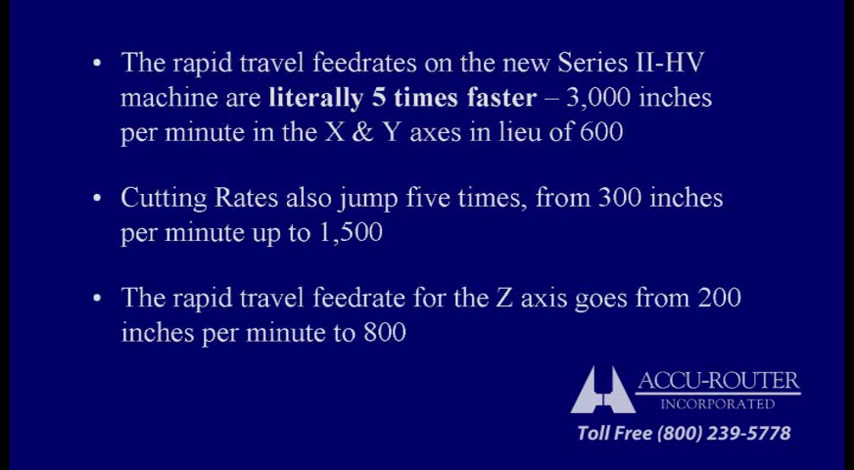 • The rapid travel feedrates on the new Series II-HV
machine are literally 5 times faster – 3,000 inches
per minute in the X & Y axes in lieu of 600
• Cutting Rates also jump five times, from 300 inches
per minute up to 1,500
• The rapid travel feedrate for the Z axis goes from 200
inches per minute to 800
ACCU-ROUTER
INCORPORATED
Toll Free (800) 239-5778